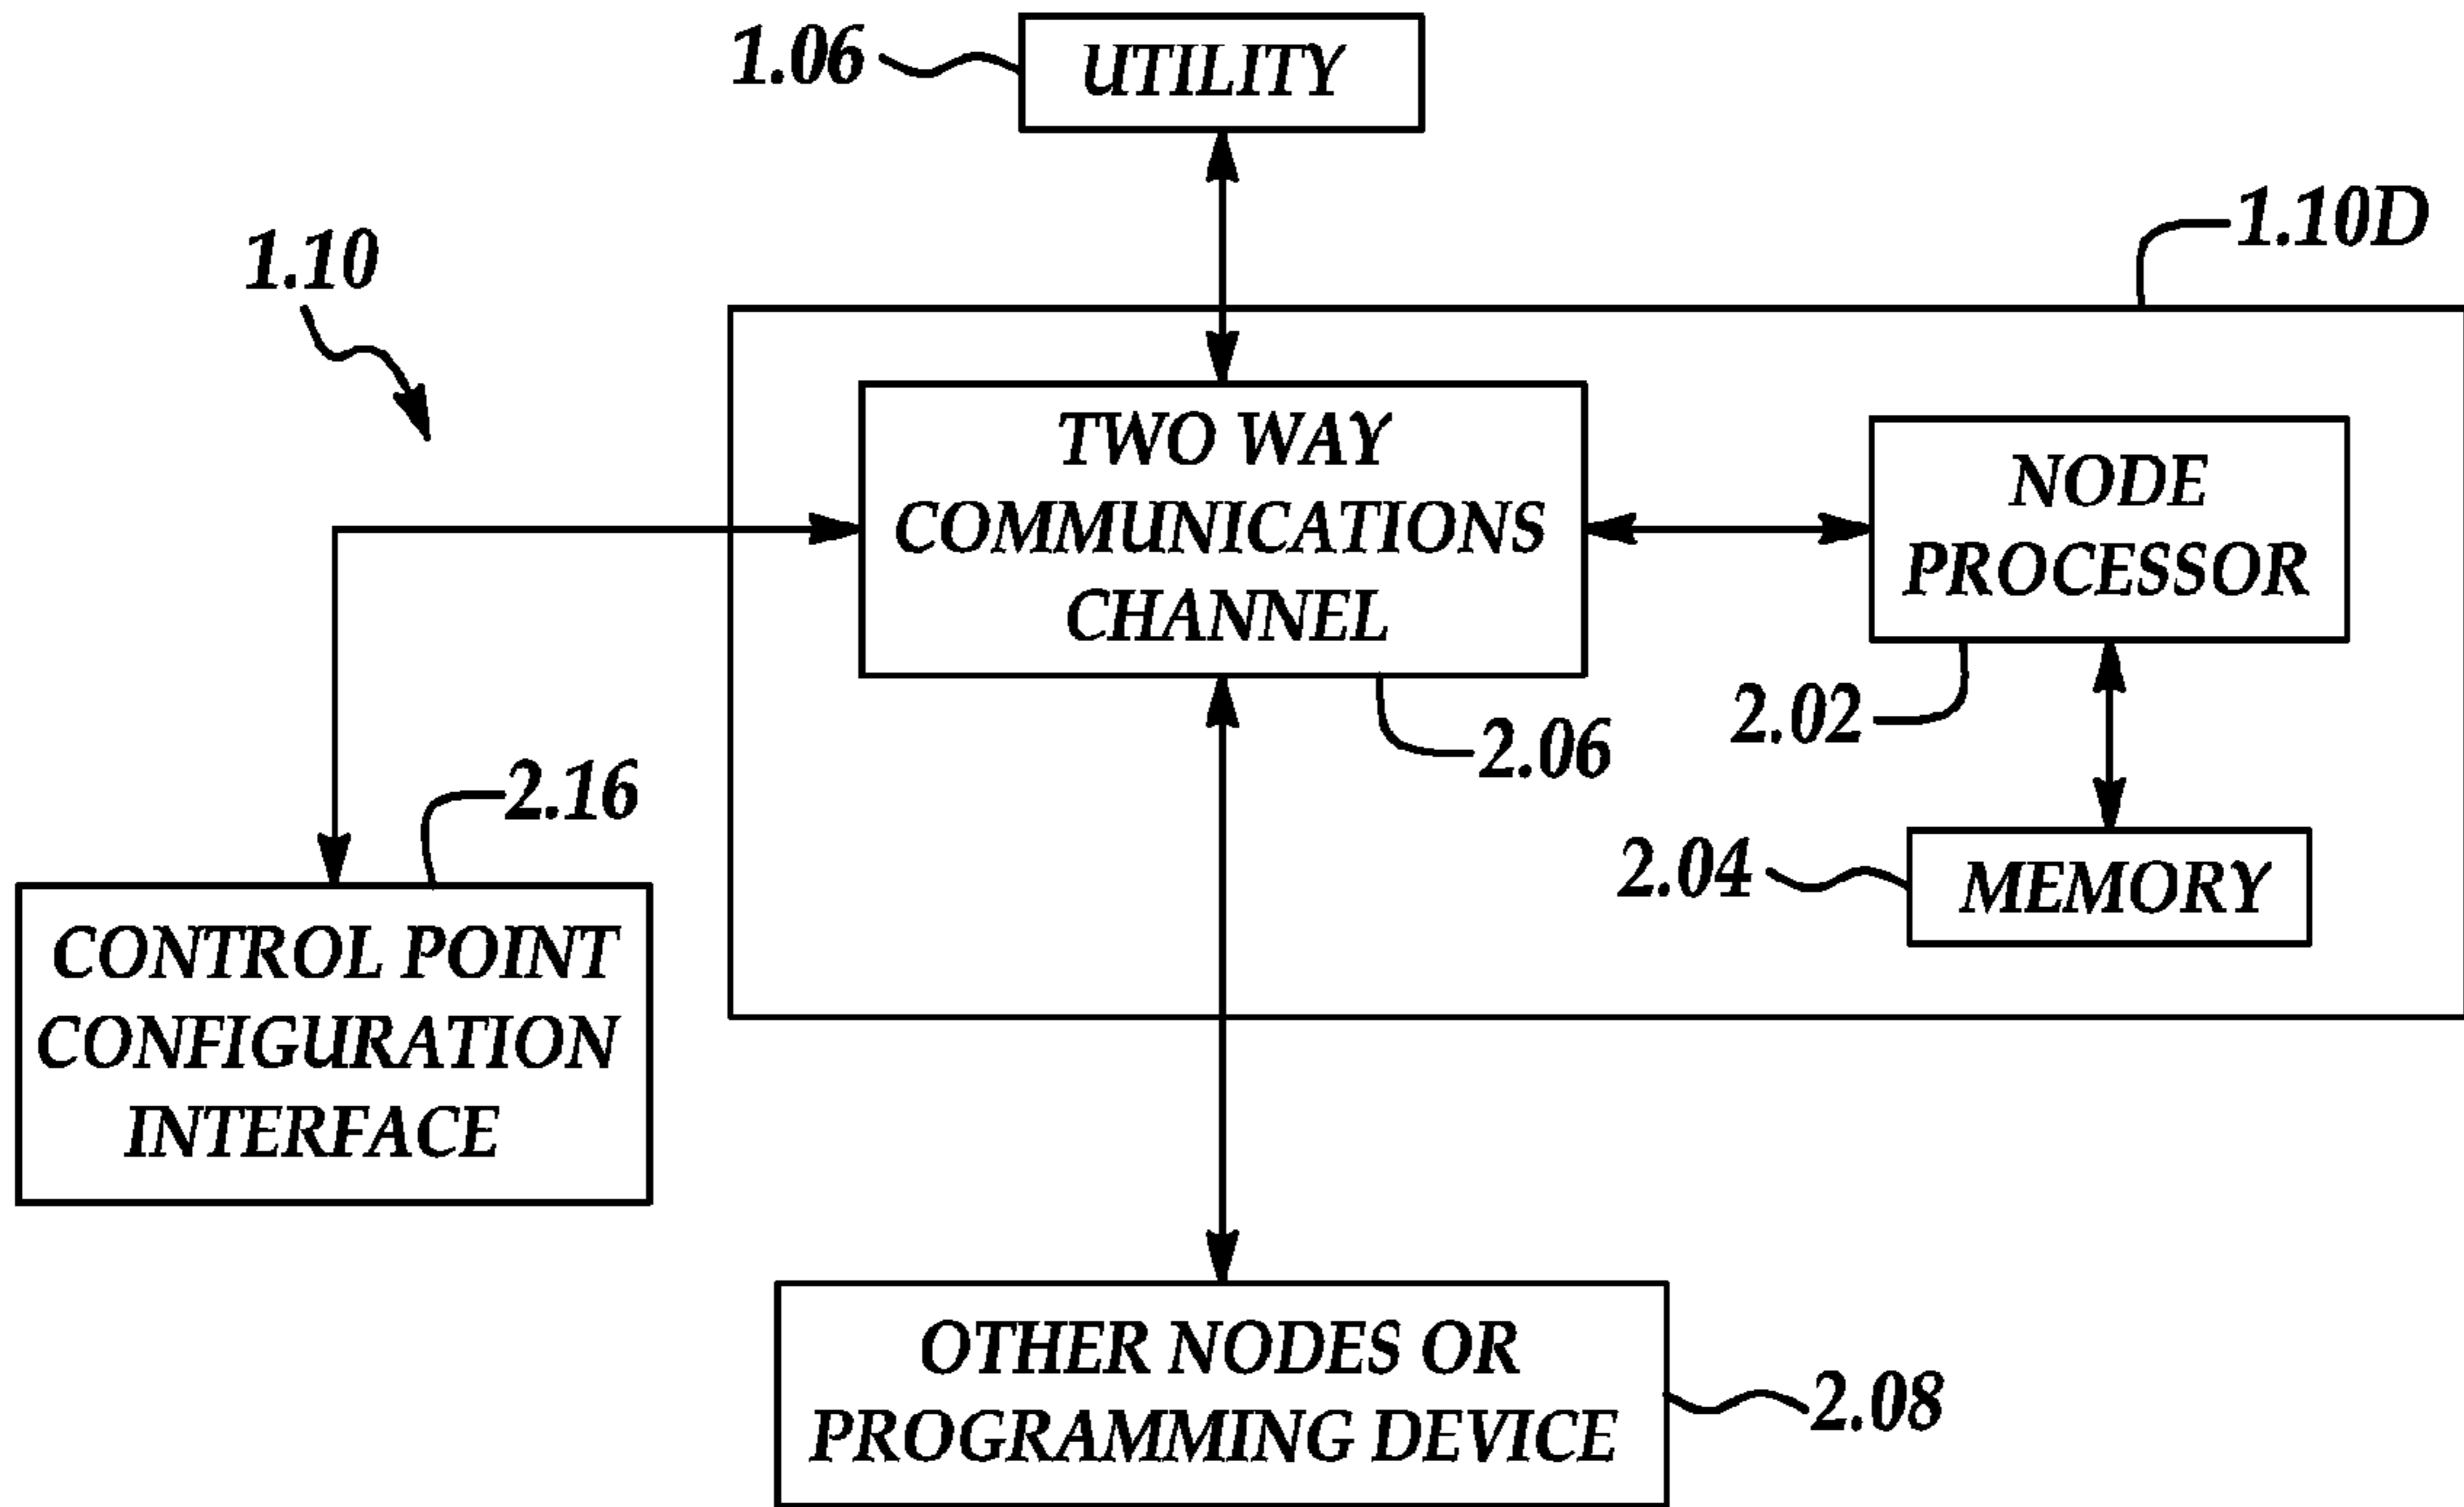 1.06
UTILITY
1.10D
1.10
TWO WAY
COMMUNICATIONS
CHANNEL
NODE
PROCESSOR
2.02
2.06
2.16
2.04
MEMORY
CONTROL POINT
CONFIGURATION
INTERFACE
OTHER NODES OR
PROGRAMMING DEVICE
2.08